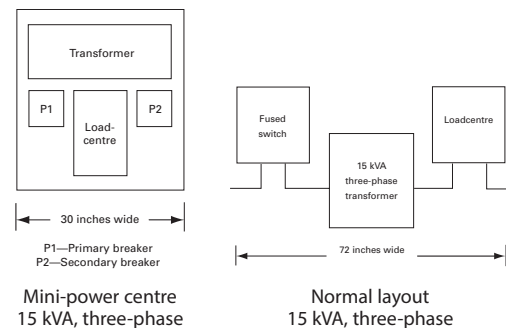 Transformer
P1
P2
Load-
centre
30 inches wide
P1—Primary breaker
P2—Secondary breaker
Mini-power centre
15 kVA, three-phase
Fused
switch
Loadcentre
15 kVA
three-phase
transformer
72 inches wide
Normal layout
15 kVA, three-phase